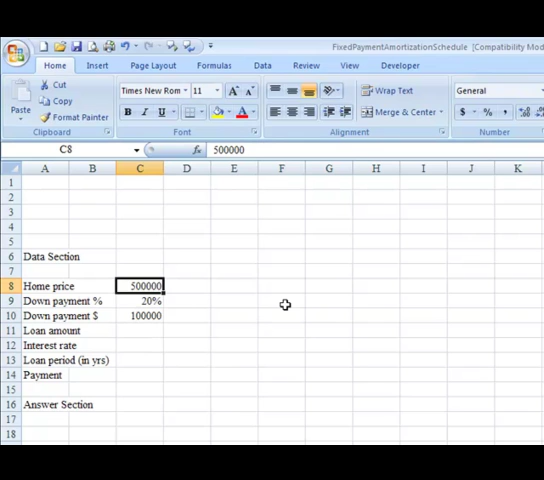 FixedPaymentAmortizationSchedule [Compatibility Mod
Home Insert Page Layout Formulas Data Review View Developer
Cut
Copy
Paste
Format Painter
Clipboard
Times New Rom 11 A A
B I U A
Font
Wrap Text
Merge & Center
Alignment
General
$ % ,
Number
C8 fx 500000
A B C D E F G H I J K
1
2
3
4
5
6 Data Section
7
8 Home price 500000
9 Down payment % 20%
10 Down payment $ 100000
11 Loan amount
12 Interest rate
13 Loan period (in yrs)
14 Payment
15
16 Answer Section
17
18